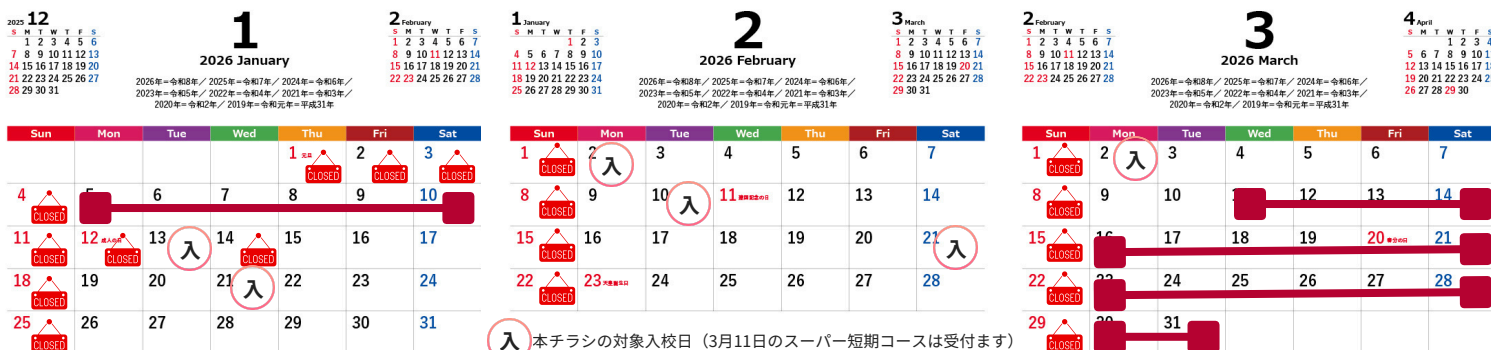 2025 12
S M T W T F S
1 2 3 4 5 6
7 8 9 10 11 12 13
14 15 16 17 18 19 20
21 22 23 24 25 26 27
28 29 30 31
1
2026 January
2 February
S M T W T F S
1 2 3 4 5 6 7
8 9 10 11 12 13 14
15 16 17 18 19 20 21
22 23 24 25 26 27 28
2026年=令和8年／ 2025年=令和7年／ 2024年=令和6年／
2023年=令和5年／ 2022年=令和4年／ 2021年=令和3年／
2020年=令和2年／ 2019年=令和元年=平成31年
Sun Mon Tue Wed Thu Fri Sat
1 元日 CLOSED 2 CLOSED 3 CLOSED
4 CLOSED 5 6 7 8 9 10
11 CLOSED 12 成人の日 CLOSED 13 入 14 CLOSED 15 16 17
18 CLOSED 19 20 21 入 22 23 24
25 CLOSED 26 27 28 29 30 31
1 January
S M T W T F S
1 2 3
4 5 6 7 8 9 10
11 12 13 14 15 16 17
18 19 20 21 22 23 24
25 26 27 28 29 30 31
2
2026 February
3 March
S M T W T F S
1 2 3 4 5 6 7
8 9 10 11 12 13 14
15 16 17 18 19 20 21
22 23 24 25 26 27 28
29 30 31
2026年=令和8年／ 2025年=令和7年／ 2024年=令和6年／
2023年=令和5年／ 2022年=令和4年／ 2021年=令和3年／
2020年=令和2年／ 2019年=令和元年=平成31年
Sun Mon Tue Wed Thu Fri Sat
1 CLOSED 2 入 3 4 5 6 7
8 CLOSED 9 10 入 11 建国記念の日 12 13 14
15 CLOSED 16 17 18 19 20 21 入
22 CLOSED 23 天皇誕生日 24 25 26 27 28
入 本チラシの対象入校日（3月11日のスーパー短期コースは受付ます）
2 February
S M T W T F S
1 2 3 4 5 6 7
8 9 10 11 12 13 14
15 16 17 18 19 20 21
22 23 24 25 26 27 28
3
2026 March
4 April
S M T W T F S
1 2 3 4
5 6 7 8 9 10 11
12 13 14 15 16 17 18
19 20 21 22 23 24 25
26 27 28 29 30
2026年=令和8年／ 2025年=令和7年／ 2024年=令和6年／
2023年=令和5年／ 2022年=令和4年／ 2021年=令和3年／
2020年=令和2年／ 2019年=令和元年=平成31年
Sun Mon Tue Wed Thu Fri Sat
1 CLOSED 2 入 3 4 5 6 7
8 CLOSED 9 10 12 13 14
15 CLOSED 16 17 18 19 20 春分の日 21
22 CLOSED 24 25 26 27 28
29 CLOSED 30 31